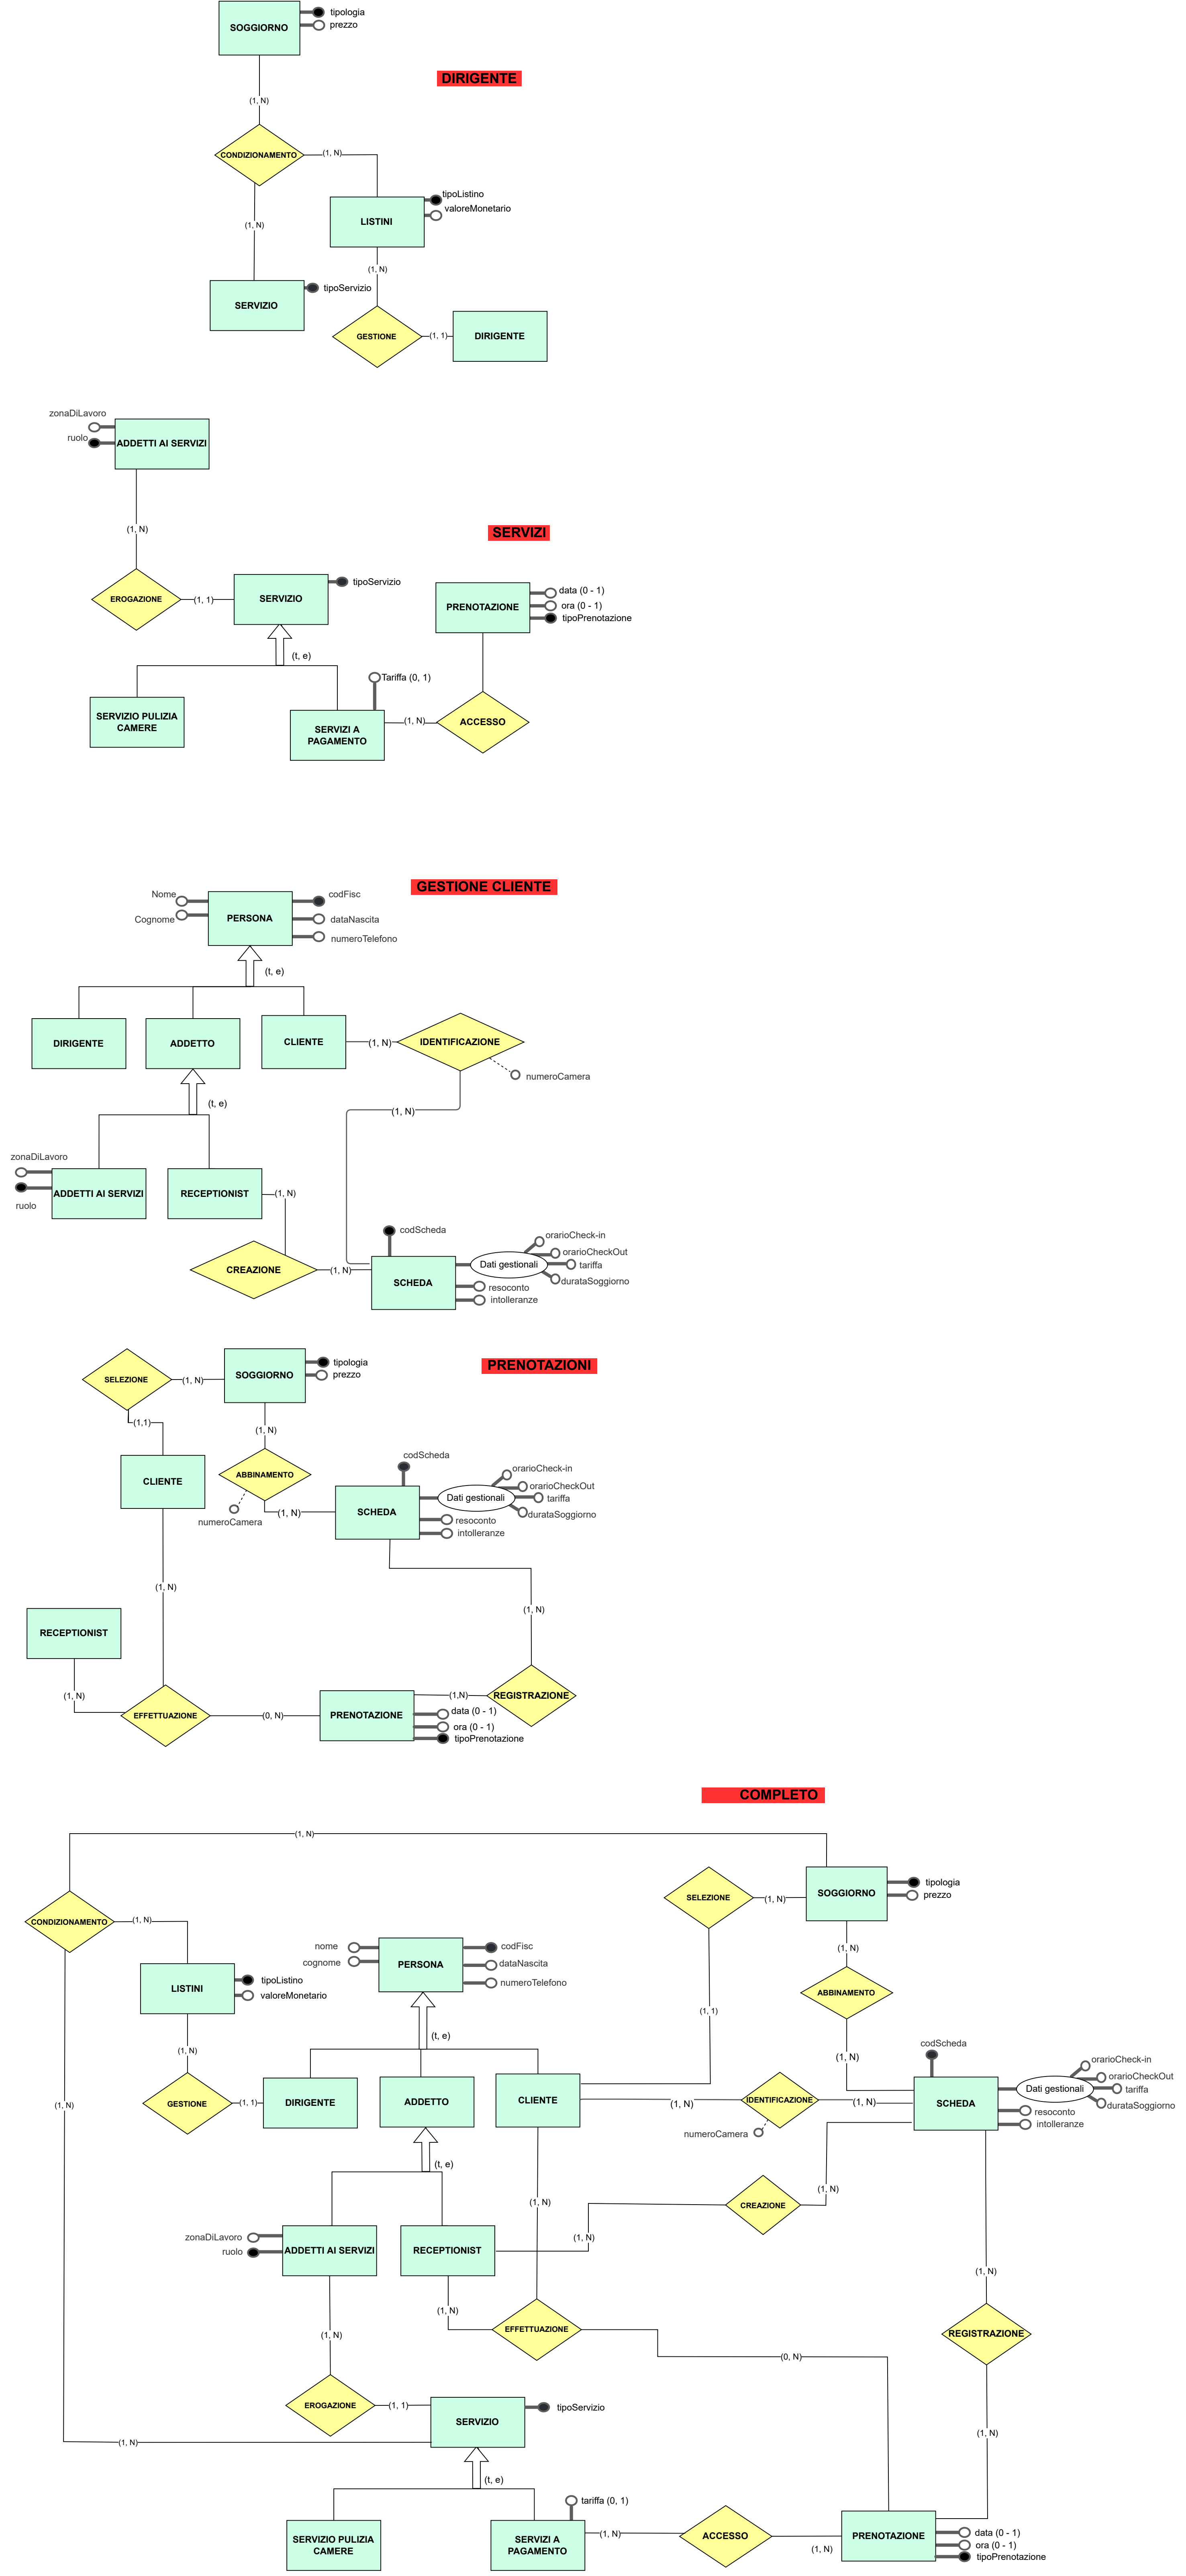 SOGGIORNO
tipologia
prezzo
DIRIGENTE
(1, N)
CONDIZIONAMENTO
(1, N)
LISTINI
tipoListino
valoreMonetario
(1, N)
(1, N)
SERVIZIO
tipoServizio
GESTIONE
(1, 1)
DIRIGENTE
zonaDiLavoro
ruolo
ADDETTI AI SERVIZI
(1, N)
SERVIZI
EROGAZIONE
(1, 1)
SERVIZIO
tipoServizio
PRENOTAZIONE
data (0 - 1)
ora (0 - 1)
tipoPrenotazione
(t, e)
Tariffa (0, 1)
SERVIZIO PULIZIA
CAMERE
SERVIZI A
PAGAMENTO
(1, N)
ACCESSO
GESTIONE CLIENTE
Nome
Cognome
PERSONA
codFisc
dataNascita
numeroTelefono
(t, e)
DIRIGENTE
ADDETTO
CLIENTE
(1, N)
IDENTIFICAZIONE
numeroCamera
(t, e)
(1, N)
zonaDiLavoro
ruolo
ADDETTI AI SERVIZI
RECEPTIONIST
(1, N)
CREAZIONE
(1, N)
codScheda
SCHEDA
Dati gestionali
orarioCheck-in
orarioCheckOut
tariffa
durataSoggiorno
resoconto
intolleranze
PRENOTAZIONI
SELEZIONE
(1, N)
SOGGIORNO
tipologia
prezzo
(1,1)
(1, N)
CLIENTE
ABBINAMENTO
numeroCamera
(1, N)
codScheda
SCHEDA
Dati gestionali
orarioCheck-in
orarioCheckOut
tariffa
durataSoggiorno
resoconto
intolleranze
(1, N)
(1, N)
RECEPTIONIST
(1, N)
EFFETTUAZIONE
(0, N)
PRENOTAZIONE
(1,N)
REGISTRAZIONE
data (0 - 1)
ora (0 - 1)
tipoPrenotazione
COMPLETO
(1, N)
CONDIZIONAMENTO
(1, N)
SELEZIONE
(1, N)
SOGGIORNO
tipologia
prezzo
LISTINI
tipoListino
valoreMonetario
nome
cognome
PERSONA
codFisc
dataNascita
numeroTelefono
(1, N)
ABBINAMENTO
(1, 1)
(t, e)
(1, N)
(1, N)
codScheda
GESTIONE
(1, 1)
DIRIGENTE
ADDETTO
CLIENTE
(1, N)
IDENTIFICAZIONE
(1, N)
numeroCamera
SCHEDA
Dati gestionali
orarioCheck-in
orarioCheckOut
tariffa
durataSoggiorno
resoconto
intolleranze
(1, N)
(t, e)
(1, N)
CREAZIONE
(1, N)
(1, N)
zonaDiLavoro
ruolo
ADDETTI AI SERVIZI
RECEPTIONIST
(1, N)
(1, N)
EFFETTUAZIONE
(1, N)
REGISTRAZIONE
(0, N)
EROGAZIONE
(1, 1)
SERVIZIO
tipoServizio
(1, N)
(1, N)
(t, e)
tariffa (0, 1)
SERVIZIO PULIZIA
CAMERE
SERVIZI A
PAGAMENTO
(1, N)
ACCESSO
(1, N)
PRENOTAZIONE
data (0 - 1)
ora (0 - 1)
tipoPrenotazione